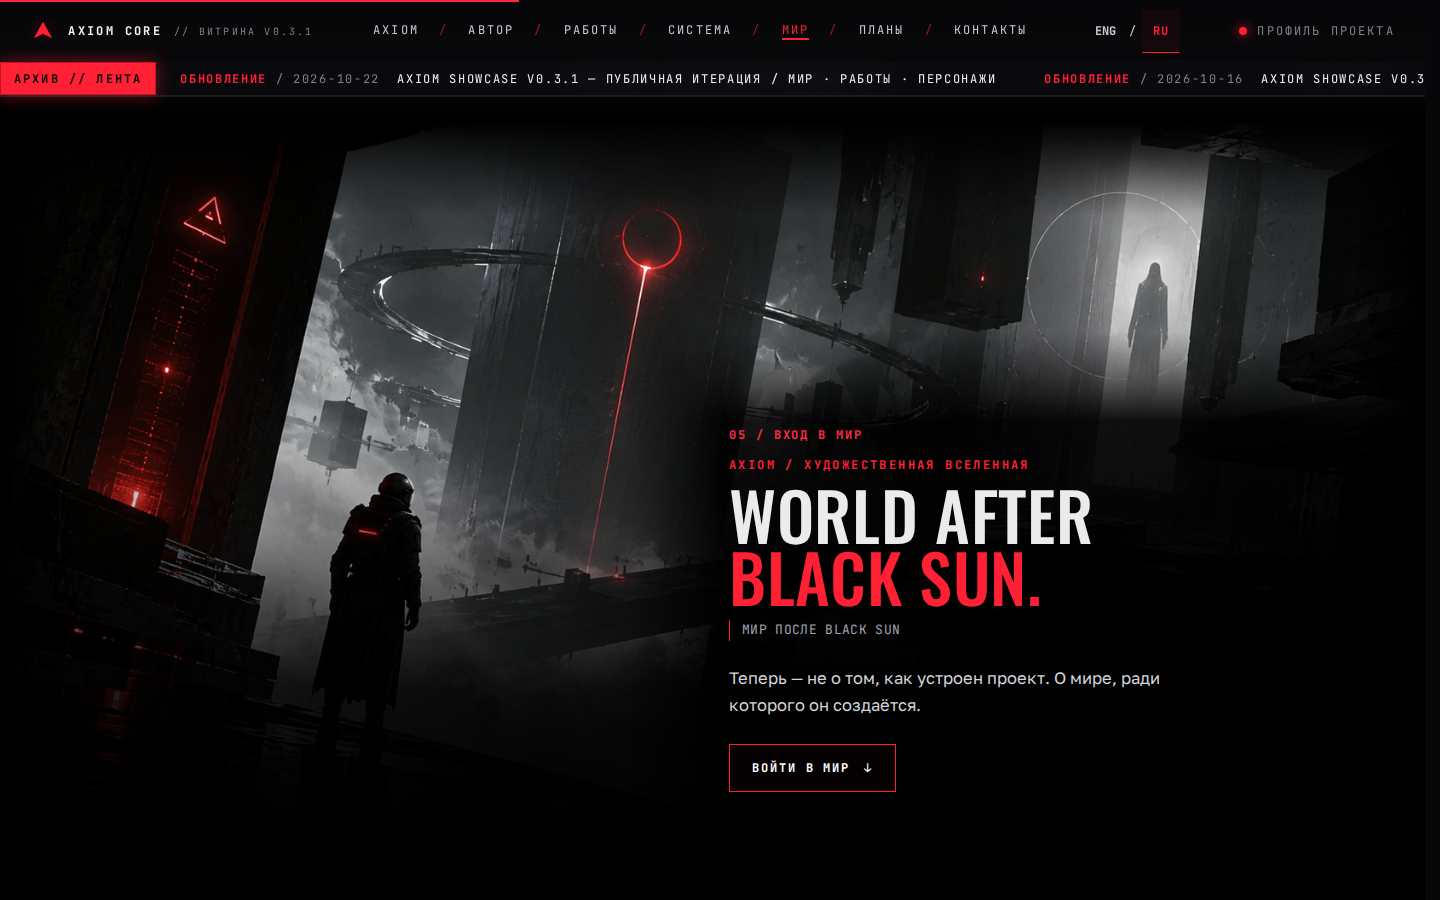 AXIOM CORE // ВИТРИНА V0.3.1 AXIOM / АВТОР / РАБОТЫ / СИСТЕМА / МИР / ПЛАНЫ / КОНТАКТЫ ENG / RU ПРОФИЛЬ ПРОЕКТА
АРХИВ // ЛЕНТА ОБНОВЛЕНИЕ / 2026-10-22 AXIOM SHOWCASE V0.3.1 — ПУБЛИЧНАЯ ИТЕРАЦИЯ / МИР · РАБОТЫ · ПЕРСОНАЖИ ОБНОВЛЕНИЕ / 2026-10-16 AXIOM SHOWCASE V0.3
05 / ВХОД В МИР
AXIOM / ХУДОЖЕСТВЕННАЯ ВСЕЛЕННАЯ
WORLD AFTER
BLACK SUN.
МИР ПОСЛЕ BLACK SUN
Теперь — не о том, как устроен проект. О мире, ради
которого он создаётся.
ВОЙТИ В МИР ↓